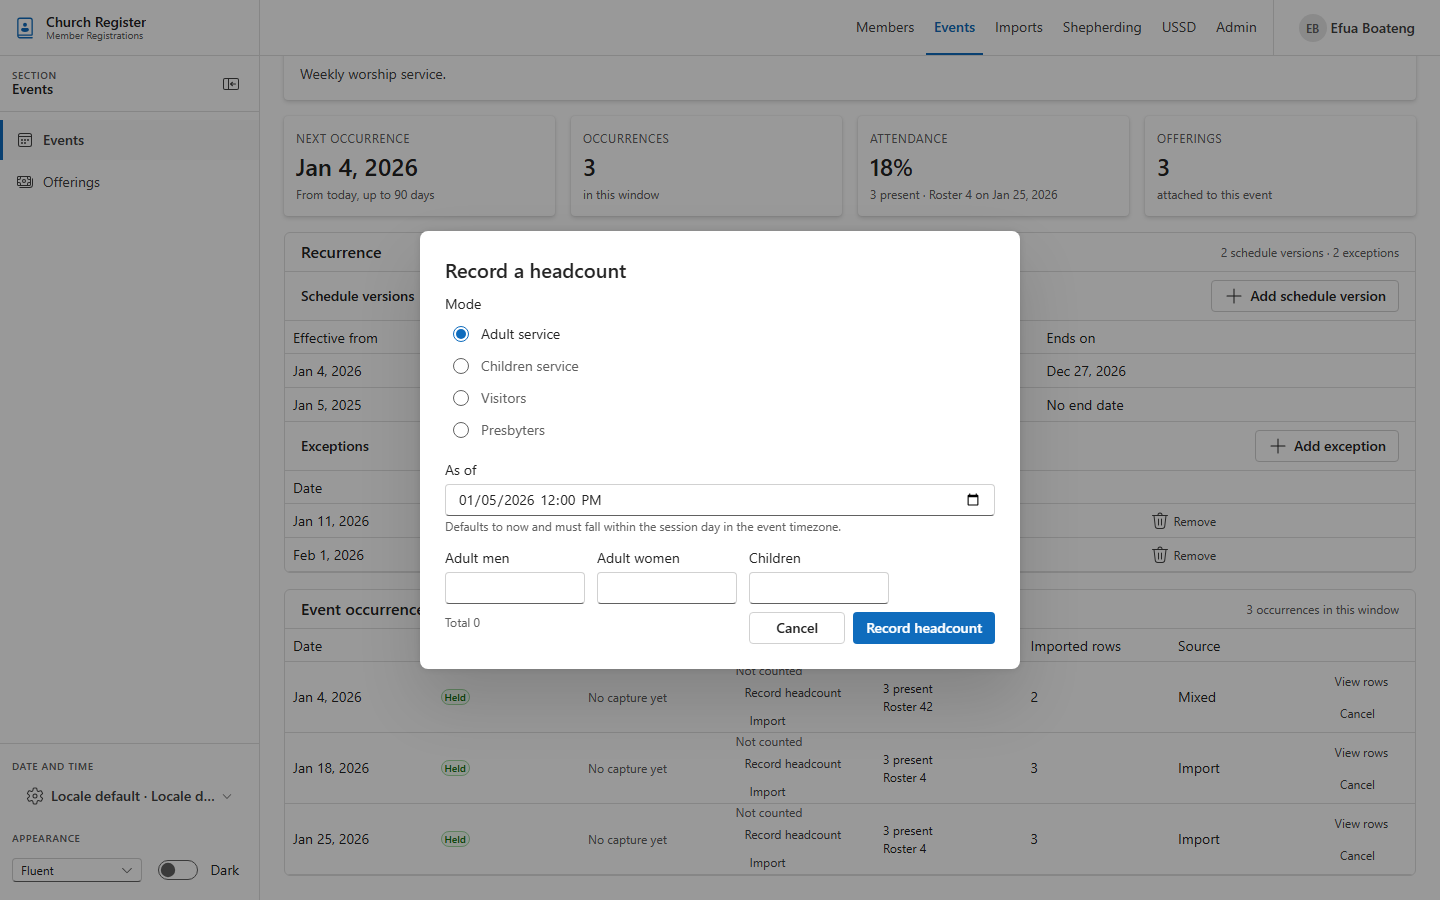 Church Register
Member Registrations
Members
Events
Imports
Shepherding
USSD
Admin
EB
Efua Boateng
SECTION
Events
Events
Offerings
Weekly worship service.
NEXT OCCURRENCE
Jan 4, 2026
From today, up to 90 days
OCCURRENCES
3
in this window
ATTENDANCE
18%
3 present · Roster 4 on Jan 25, 2026
OFFERINGS
3
attached to this event
Recurrence
2 schedule versions · 2 exceptions
Schedule versions
Add schedule version
Effective from
Ends on
Jan 4, 2026
Dec 27, 2026
Jan 5, 2025
No end date
Exceptions
Add exception
Date
Jan 11, 2026
Remove
Feb 1, 2026
Remove
Record a headcount
Mode
Adult service
Children service
Visitors
Presbyters
As of
01/05/2026 12:00 PM
Defaults to now and must fall within the session day in the event timezone.
Adult men
Adult women
Children
Total 0
Cancel
Record headcount
Event occurrence
3 occurrences in this window
Date
Imported rows
Source
Jan 4, 2026
Held
No capture yet
Not counted
Record headcount
Import
3 present
Roster 42
2
Mixed
View rows
Cancel
Jan 18, 2026
Held
No capture yet
Not counted
Record headcount
Import
3 present
Roster 4
3
Import
View rows
Cancel
Jan 25, 2026
Held
No capture yet
Not counted
Record headcount
Import
3 present
Roster 4
3
Import
View rows
Cancel
DATE AND TIME
Locale default · Locale d...
APPEARANCE
Fluent
Dark